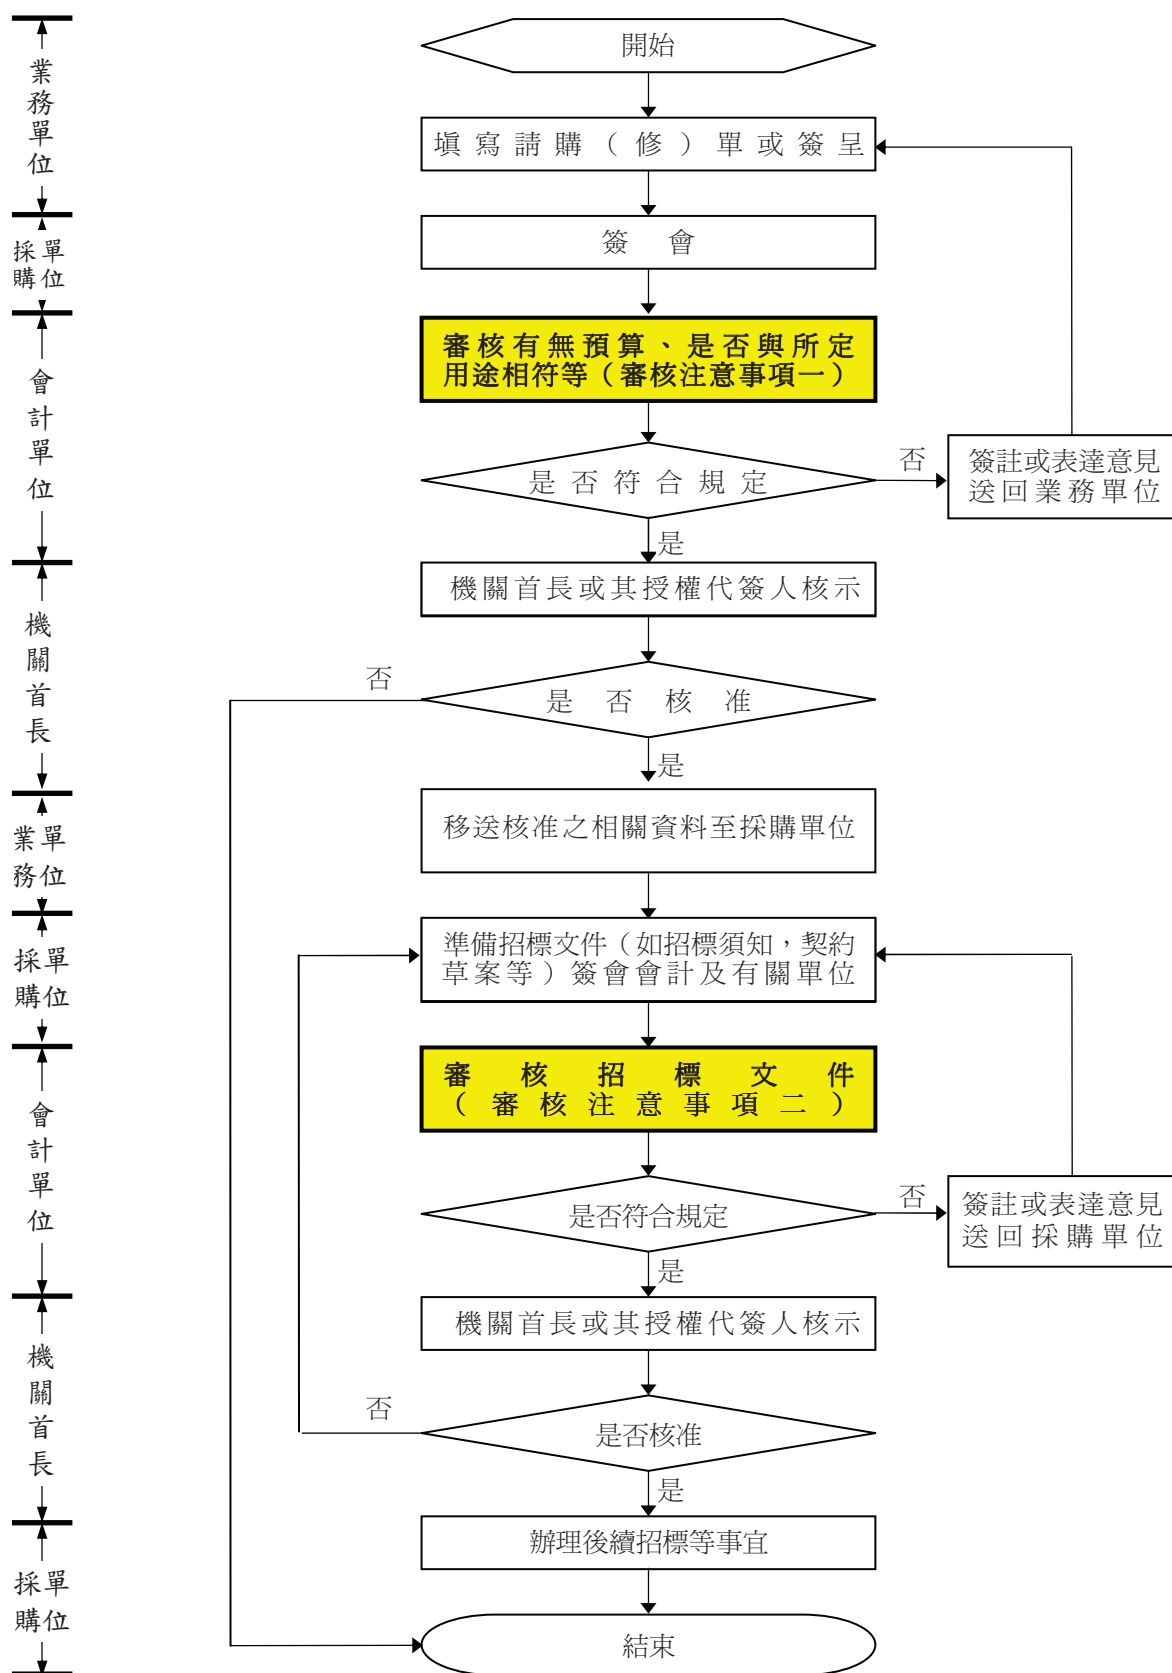 開始
業務單位
填寫請購（修）單或簽呈
簽會
採單
購位
審核有無預算、是否與所定
用途相符等（審核注意事項一）
會計單位
是否符合規定
否
簽註或表達意見
送回業務單位
是
機關首長或其授權代簽人核示
機關首長
否
是否核准
是
移送核准之相關資料至採購單位
業單
務位
準備招標文件（如招標須知，契約
草案等）簽會會計及有關單位
採單
購位
審核招標文件
（審核注意事項二）
會計單位
是否符合規定
否
簽註或表達意見
送回採購單位
是
機關首長或其授權代簽人核示
機關首長
否
是否核准
是
辦理後續招標等事宜
採單
購位
結束